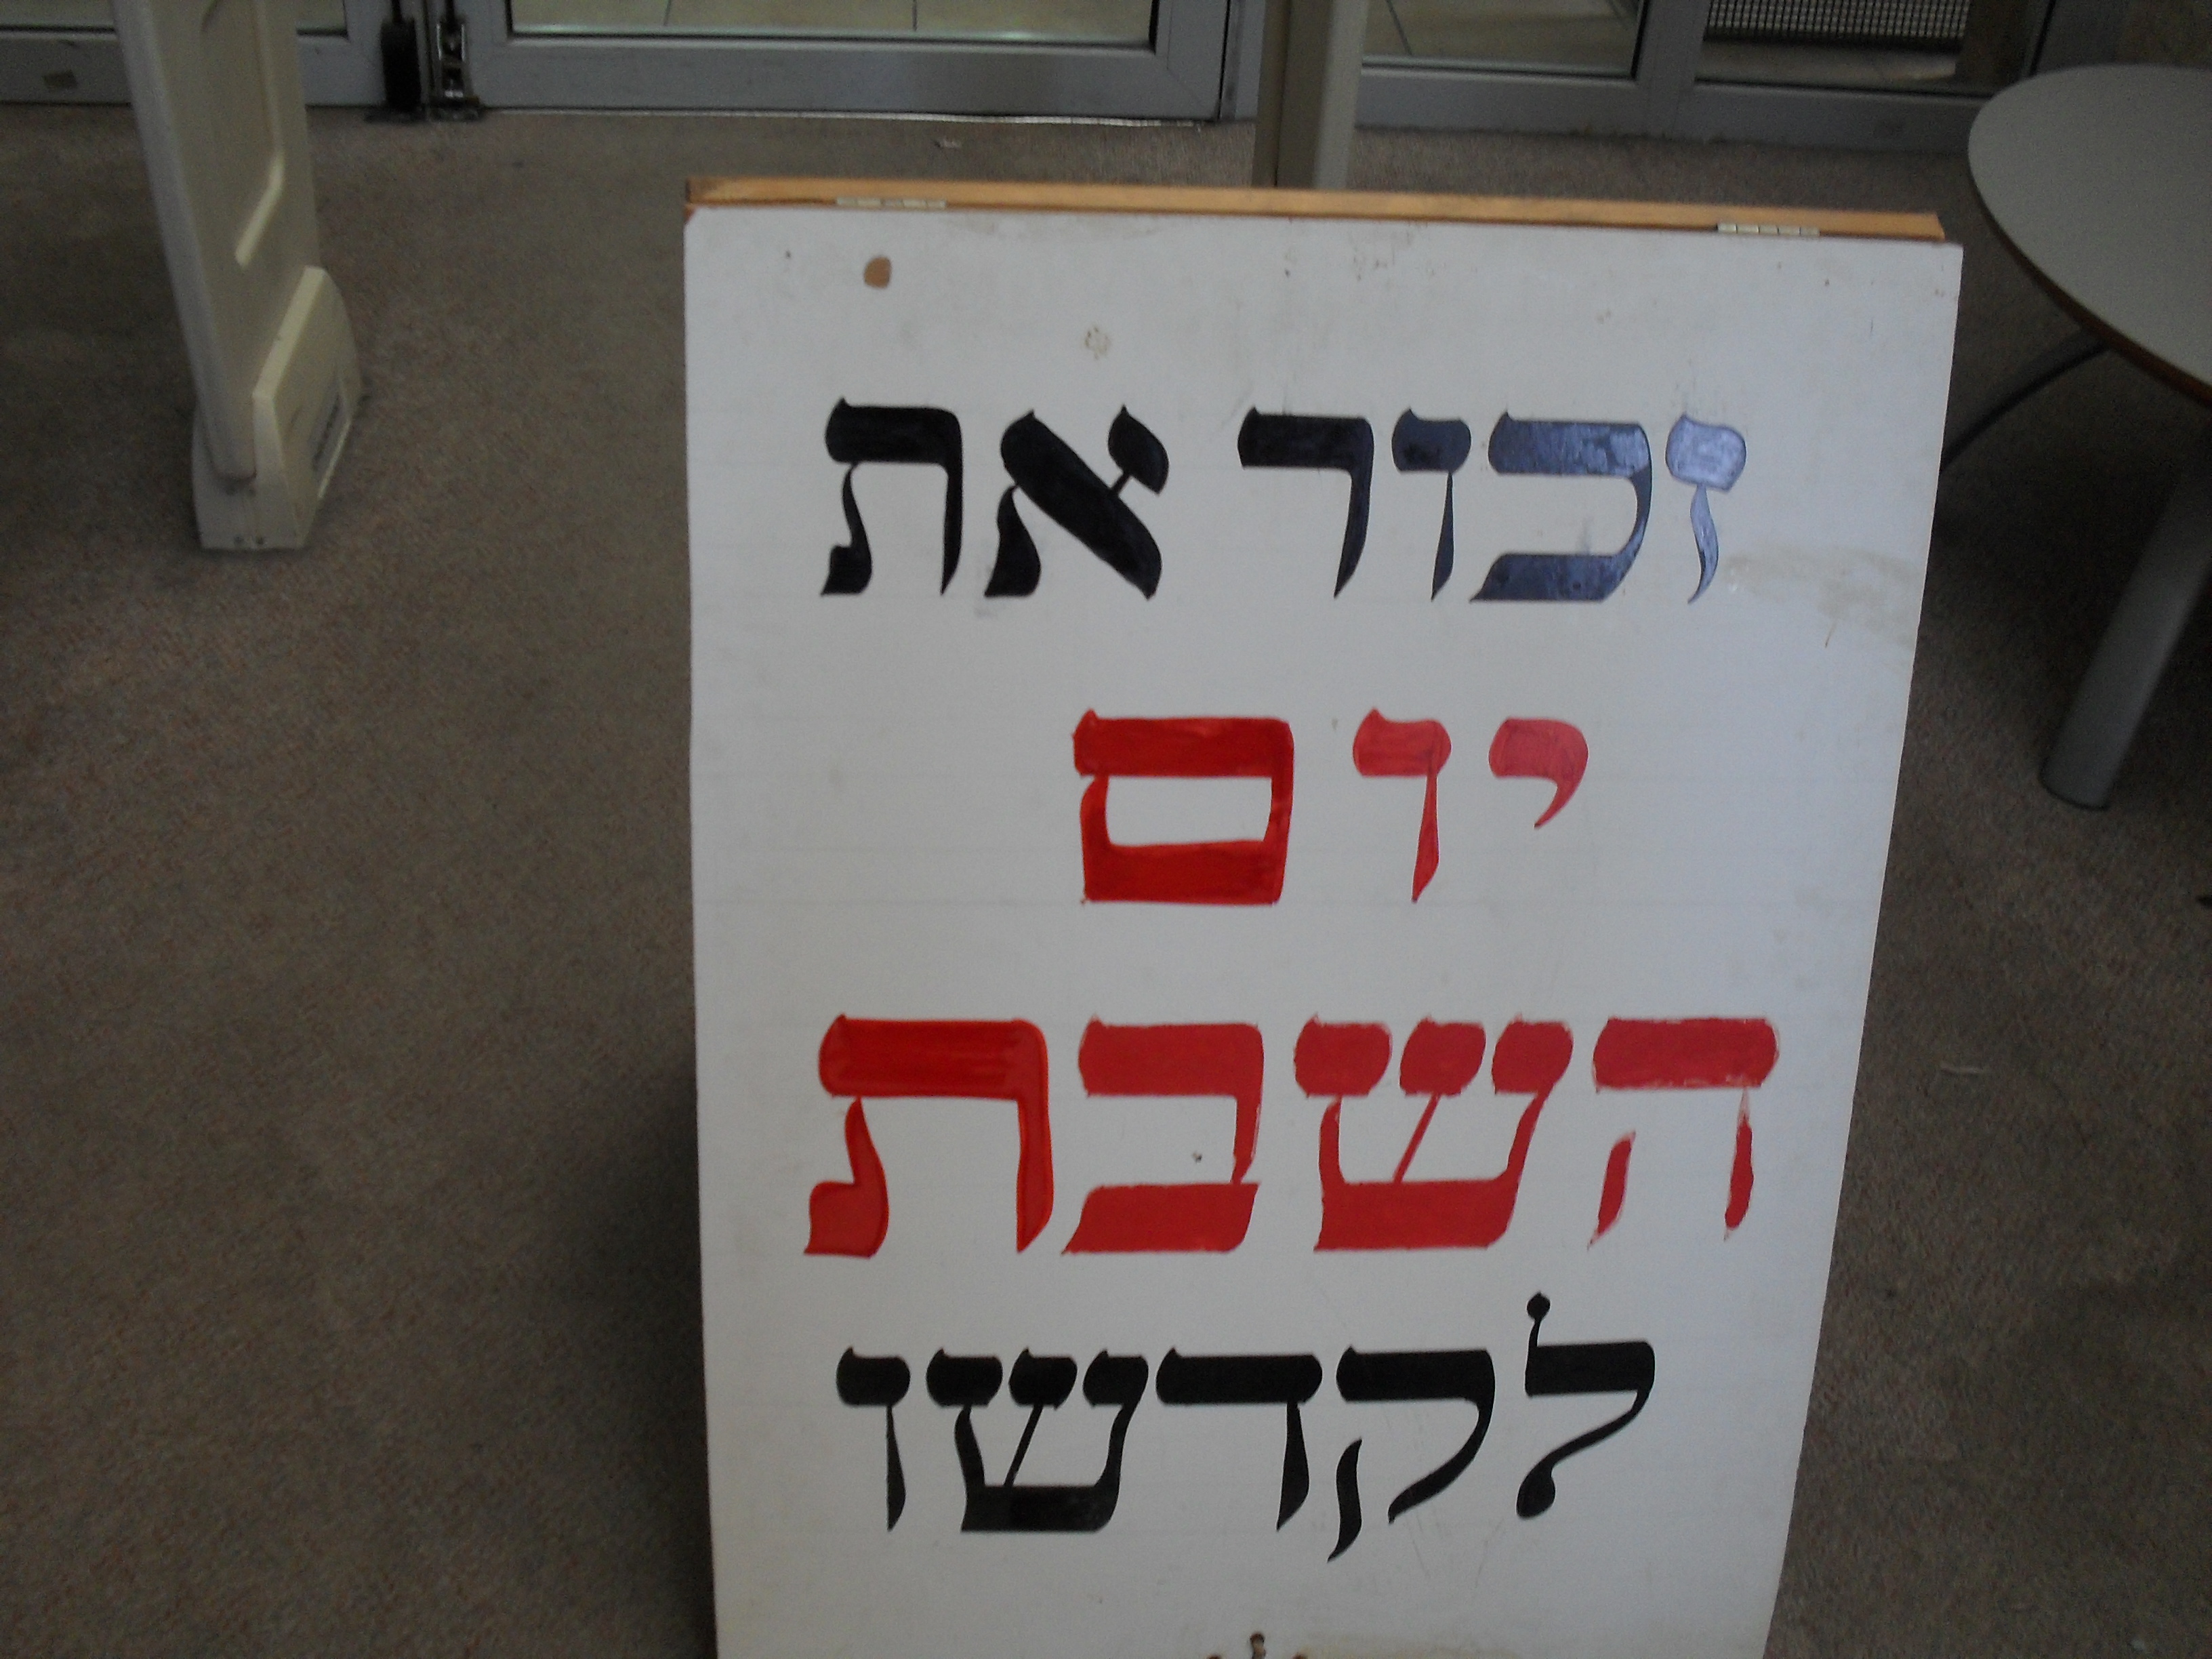 זכור את
יום
השבת
לקדשו